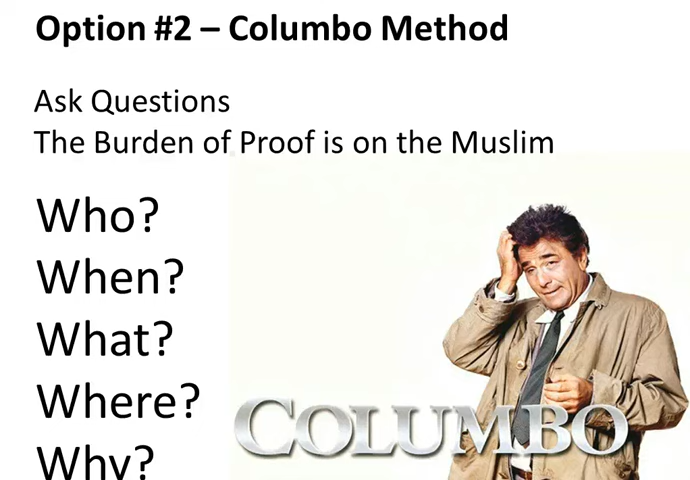 Option #2 – Columbo Method
Ask Questions
The Burden of Proof is on the Muslim
Who?
When?
What?
Where?
Why?
COLUMBO